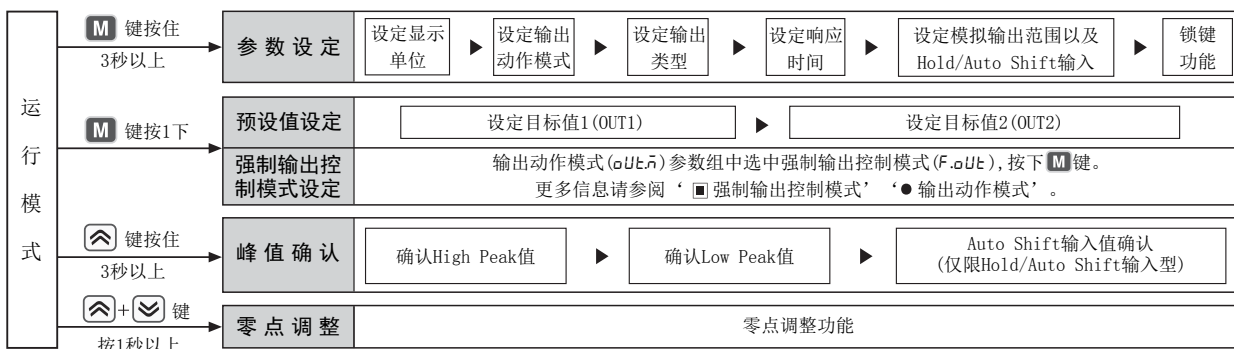 运行模式
M 键按住
3秒以上
参数设定
设定显示
单位
▶
设定输出
动作模式
▶
设定输出
类型
▶
设定响应
时间
▶
设定模拟输出范围以及
Hold/Auto Shift输入
▶
锁键
功能
M 键按1下
预设值设定
设定目标值1(OUT1)
▶
设定目标值2(OUT2)
强制输出控
制模式设定
输出动作模式(oUt.ñ)参数组中选中强制输出控制模式(F.oUt),按下 M 键。
更多信息请参阅‘ ▣ 强制输出控制模式’‘● 输出动作模式’。
键按住
3秒以上
峰值确认
确认High Peak值
▶
确认Low Peak值
▶
Auto Shift输入值确认
(仅限Hold/Auto Shift输入型)
+ 键
按1秒以上
零点调整
零点调整功能